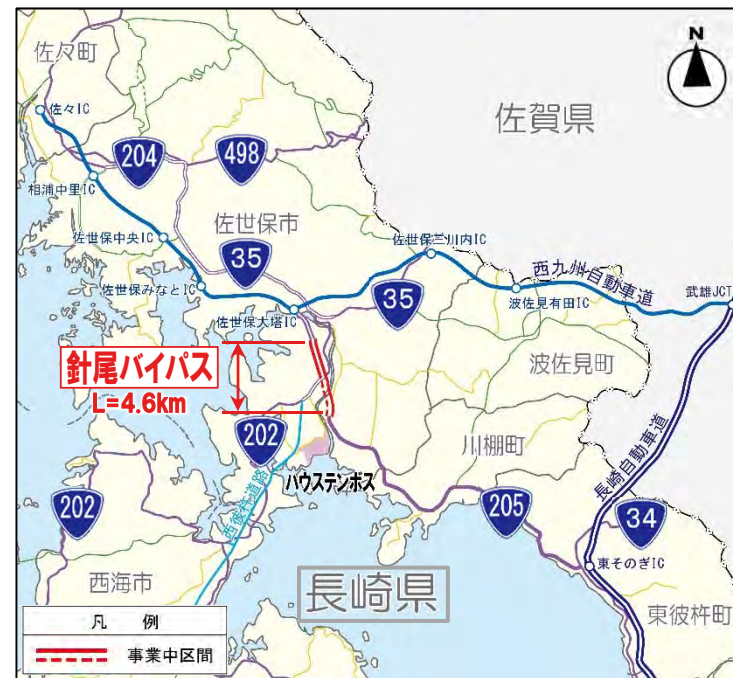 佐々町
N
佐々IC
佐賀県
204
498
相浦中里IC
佐世保市
佐世保中央IC
佐世保三川内IC
35
西九州自動車道
佐世保みなとIC
35
武雄JCT
波佐見有田IC
佐世保大塔IC
針尾バイパス
L=4.6km
波佐見町
202
川棚町
ハウステンボス
長崎自動車道
202
西彼杵道路
205
34
東そのぎIC
西海市
長崎県
東彼杵町
凡 例
事業中区間